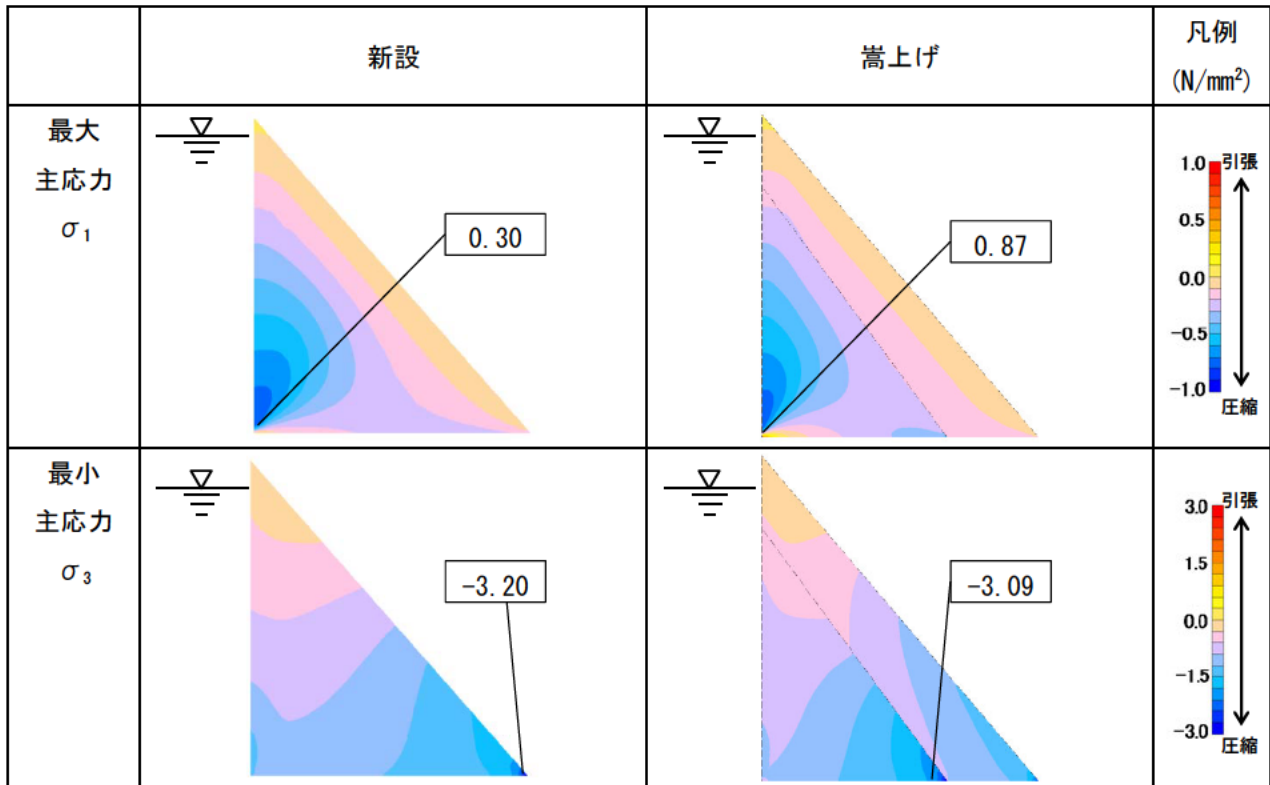 新設
嵩上げ
凡例
(N/mm²)
最大
主応力
σ₁
0.30
0.87
1.0
引張
0.5
0.0
-0.5
-1.0
圧縮
最小
主応力
σ₃
-3.20
-3.09
3.0
引張
1.5
0.0
-1.5
-3.0
圧縮